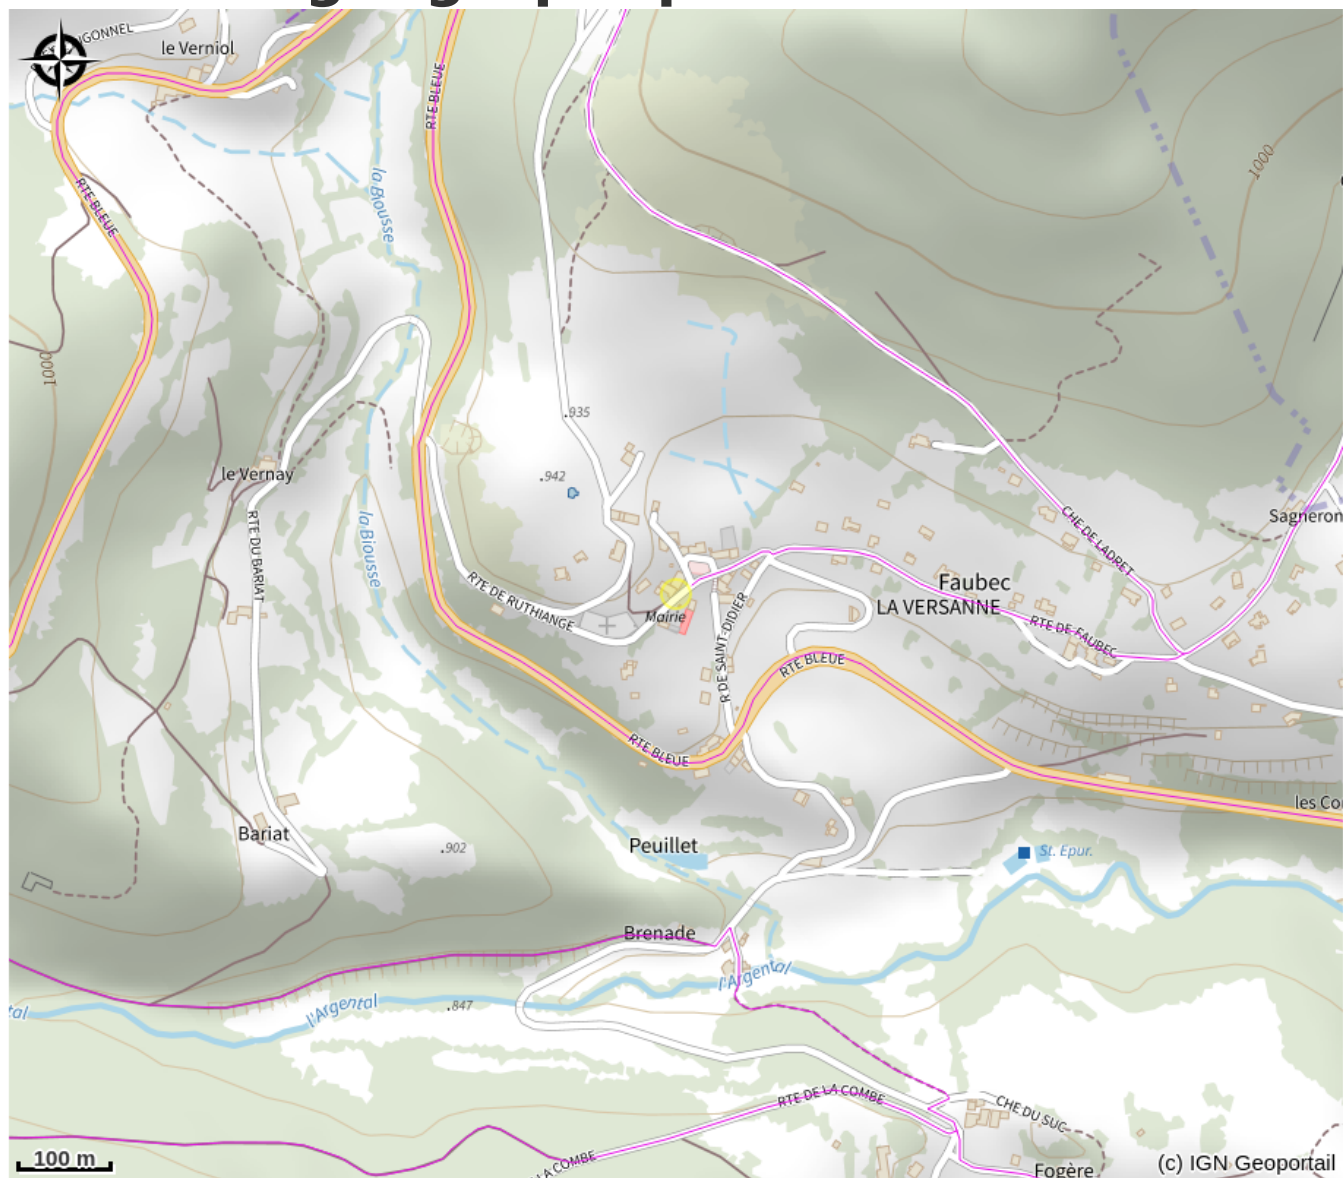 le Verniol
RTE BLEUE
la Biousse
1000
RTE BLEUE
1000
.935
.942
le Vernay
la Biousse
RTE DU BARIAT
Sagneron
CHE DE LADRET
RTE DE RUTHIANGE
Mairie
R DE SAINT-DIDIER
Faubec
LA VERSANNE
RTE DE FAUBEC
RTE BLEUE
RTE BLEUE
les Co
Bariat
.902
Peuillet
St. Epur.
Brenade
l'Argental
l'Argental
tal
.847
RTE DE LA COMBE
CHE DU SUC
LA COMBE
Fogère
100 m
(c) IGN Geoportail